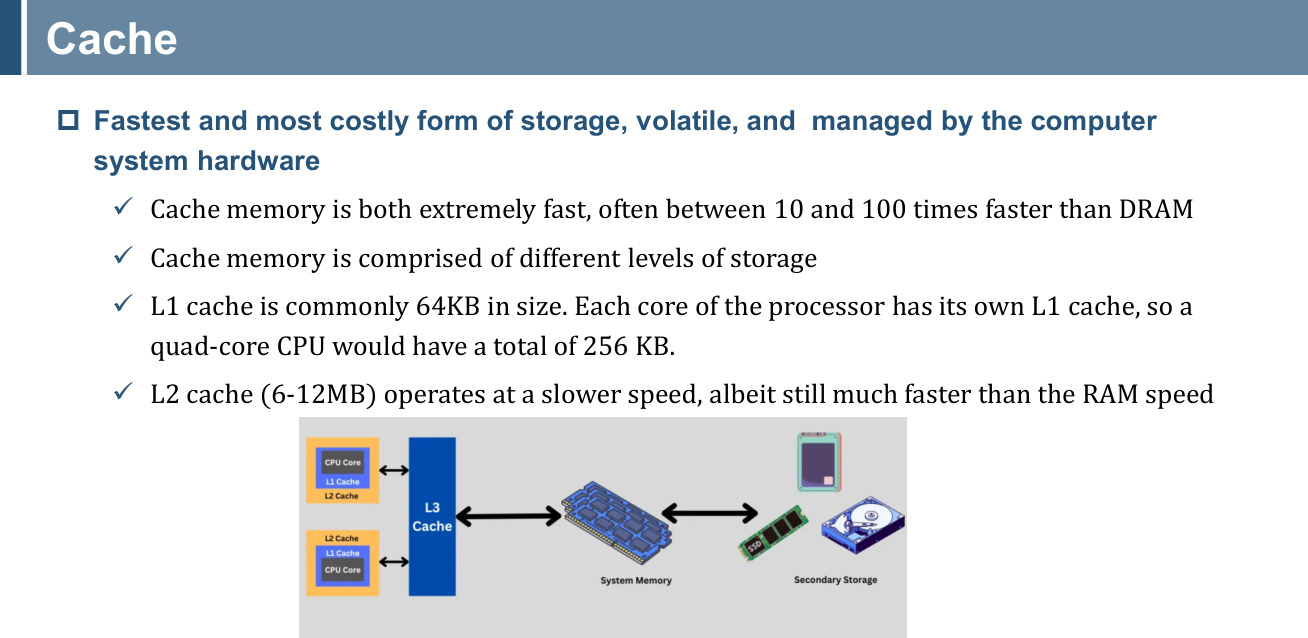 Cache
Fastest and most costly form of storage, volatile, and  managed by the computer
system hardware
Cache memory is both extremely fast, often between 10 and 100 times faster than DRAM
Cache memory is comprised of different levels of storage
L1 cache is commonly 64KB in size. Each core of the processor has its own L1 cache, so a
quad-core CPU would have a total of 256 KB.
L2 cache (6-12MB) operates at a slower speed, albeit still much faster than the RAM speed
CPU Core
L1 Cache
L2 Cache
L2 Cache
L1 Cache
CPU Core
L3
Cache
System Memory
SSD
Secondary Storage